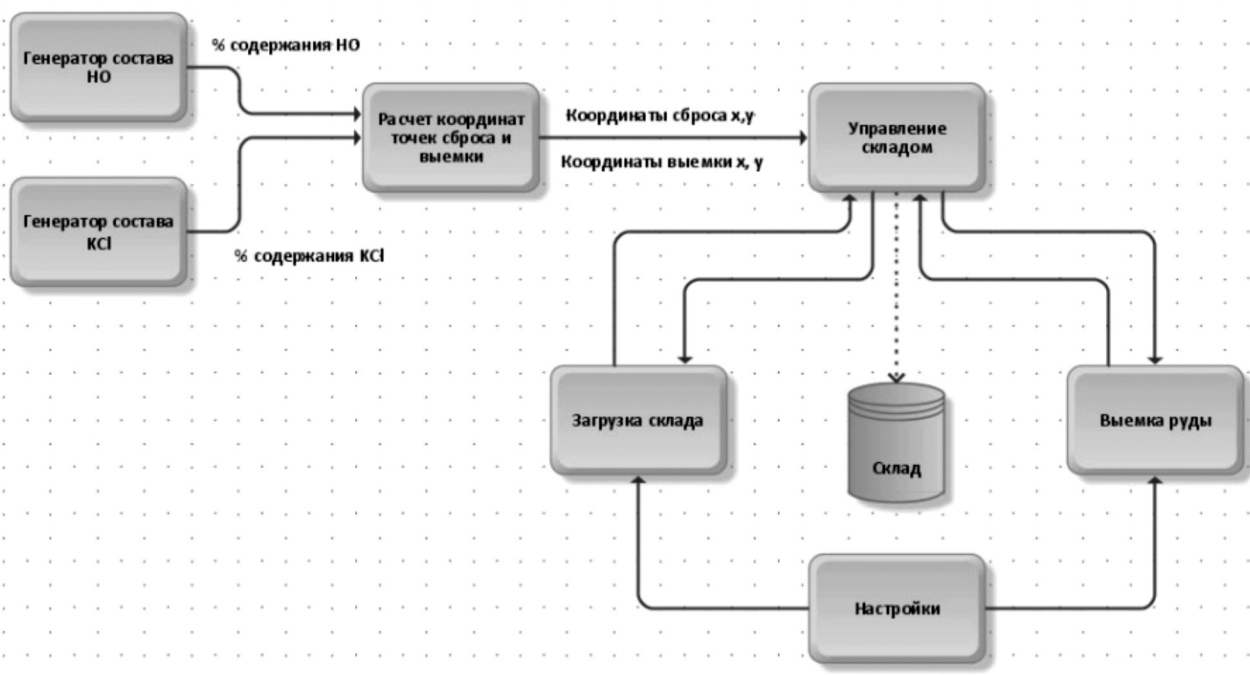 Генератор состава
НО
% содержания НО
Генератор состава
KCl
% содержания KCl
Расчет координат
точек сброса и
выемки
Координаты сброса x,y
Координаты выемки x, y
Управление
складом
Загрузка склада
Склад
Выемка руды
Настройки